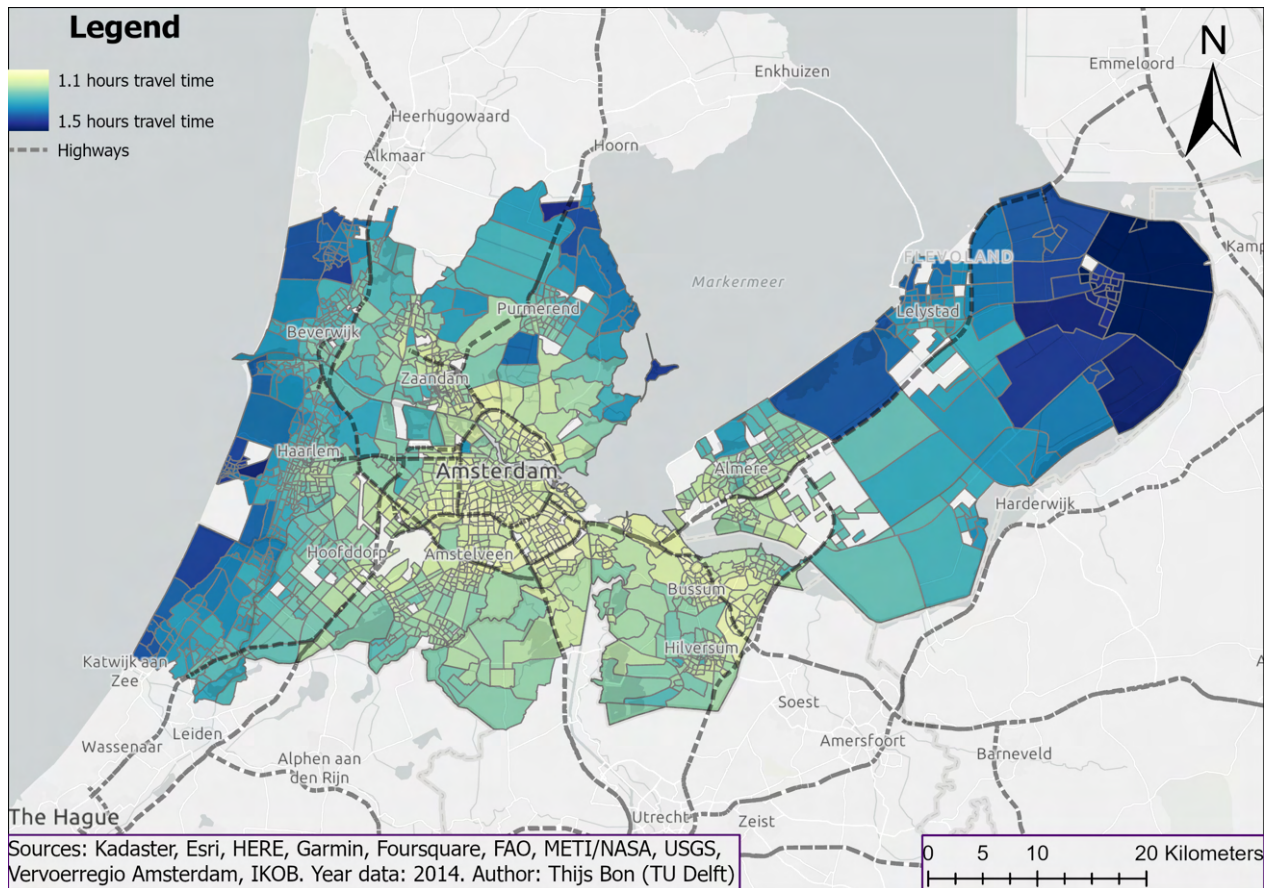 Legend
1.1 hours travel time
1.5 hours travel time
Highways
N
Enkhuizen
Emmeloord
Heerhugowaard
Hoorn
Alkmaar
Kamp
FLEVOLAND
Markermeer
Purmerend
Lelystad
Beverwijk
Zaandam
Haarlem
Amsterdam
Almere
Harderwijk
Hoofddorp
Amstelveen
Bussum
Hilversum
Katwijk aan
Zee
A
Soest
Leiden
Wassenaar
Amersfoort
Barneveld
Alphen aan
den Rijn
The Hague
Utrecht
Zeist
Sources: Kadaster, Esri, HERE, Garmin, Foursquare, FAO, METI/NASA, USGS,
Vervoerregio Amsterdam, IKOB. Year data: 2014. Author: Thijs Bon (TU Delft)
0 5 10 20 Kilometers